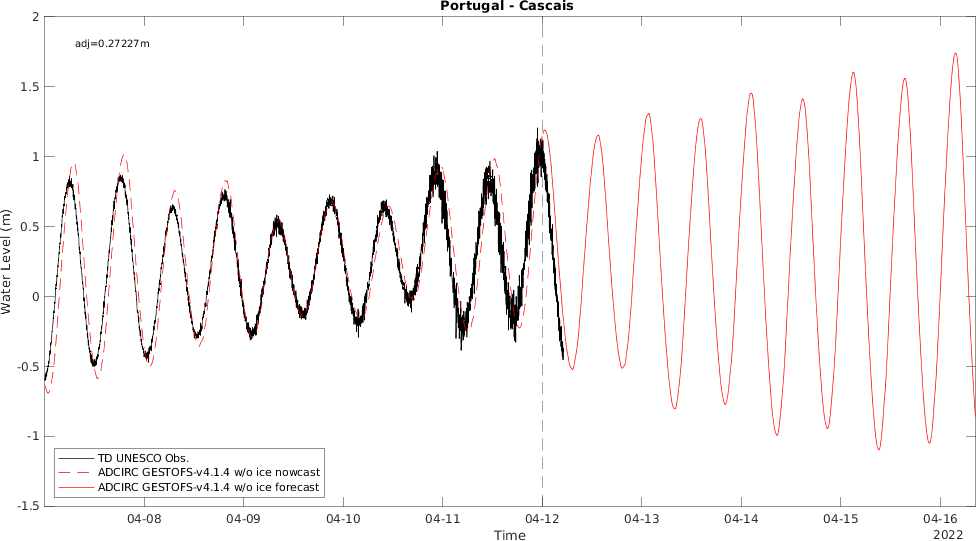 Portugal - Cascais
adj=0.27227m
2
1.5
1
0.5
0
-0.5
-1
-1.5
Water Level (m)
TD UNESCO Obs.
ADCIRC GESTOFS-v4.1.4 w/o ice nowcast
ADCIRC GESTOFS-v4.1.4 w/o ice forecast
04-08 04-09 04-10 04-11 04-12 04-13 04-14 04-15 04-16
Time 2022